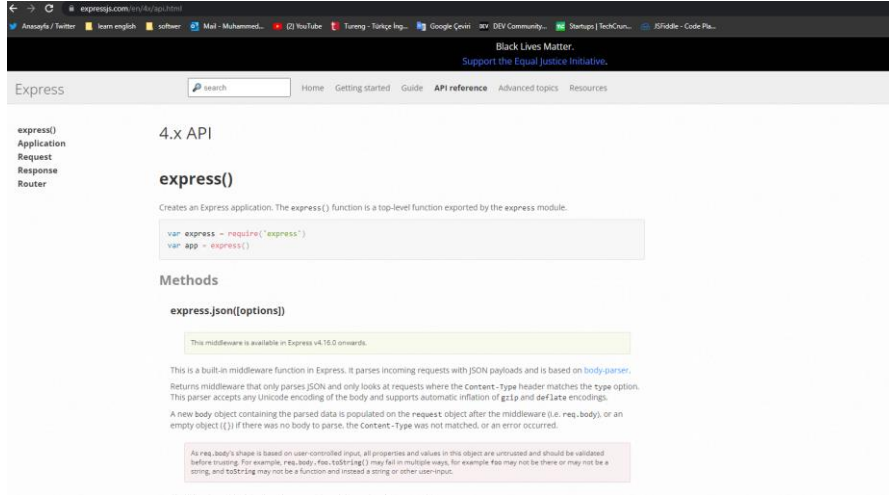 expressjs.com/en/4x/api.html
Anasayfa / Twitter learn english softwer Mail - Muhammed... (2) YouTube Tureng - Türkçe İng... Google Çeviri DEV Community... Startups | TechCrun... JSFiddle - Code Pla...
Black Lives Matter.
Support the Equal Justice Initiative.
Express search Home Getting started Guide API reference Advanced topics Resources
express()
Application
Request
Response
Router
4.x API
express()
Creates an Express application. The express() function is a top-level function exported by the express module.
var express = require('express')
var app = express()
Methods
express.json([options])
This middleware is available in Express v4.16.0 onwards.
This is a built-in middleware function in Express. It parses incoming requests with JSON payloads and is based on body-parser.
Returns middleware that only parses JSON and only looks at requests where the Content-Type header matches the type option.
This parser accepts any Unicode encoding of the body and supports automatic inflation of gzip and deflate encodings.
A new body object containing the parsed data is populated on the request object after the middleware (i.e. req.body), or an
empty object ({}) if there was no body to parse, the Content-Type was not matched, or an error occurred.
As req.body's shape is based on user-controlled input, all properties and values in this object are untrusted and should be validated
before trusting. For example, req.body.foo.toString() may fail in multiple ways, for example foo may not be there or may not be a
string, and toString may not be a function and instead a string or other user-input.